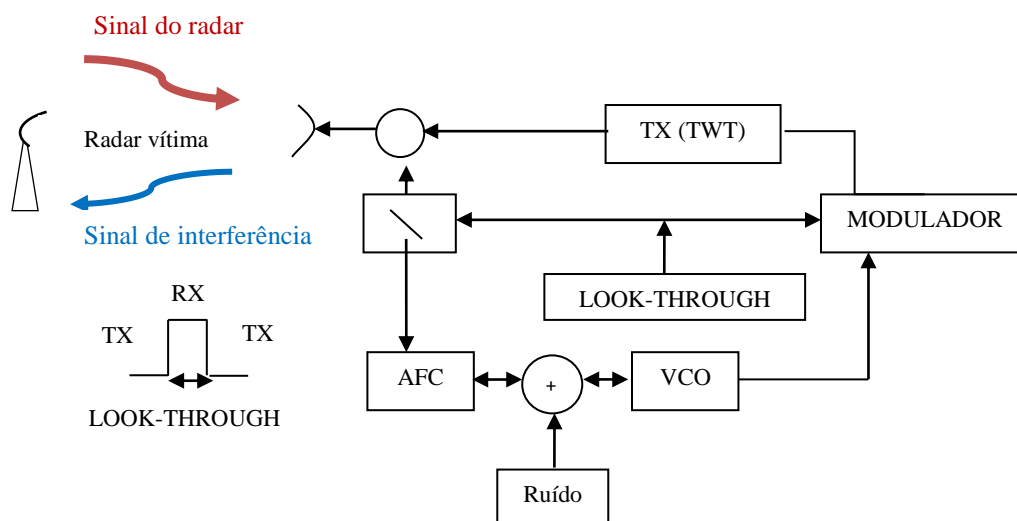 Sinal do radar
Radar vítima
Sinal de interferência
TX (TWT)
MODULADOR
LOOK-THROUGH
RX
TX
TX
LOOK-THROUGH
AFC
+
VCO
Ruído